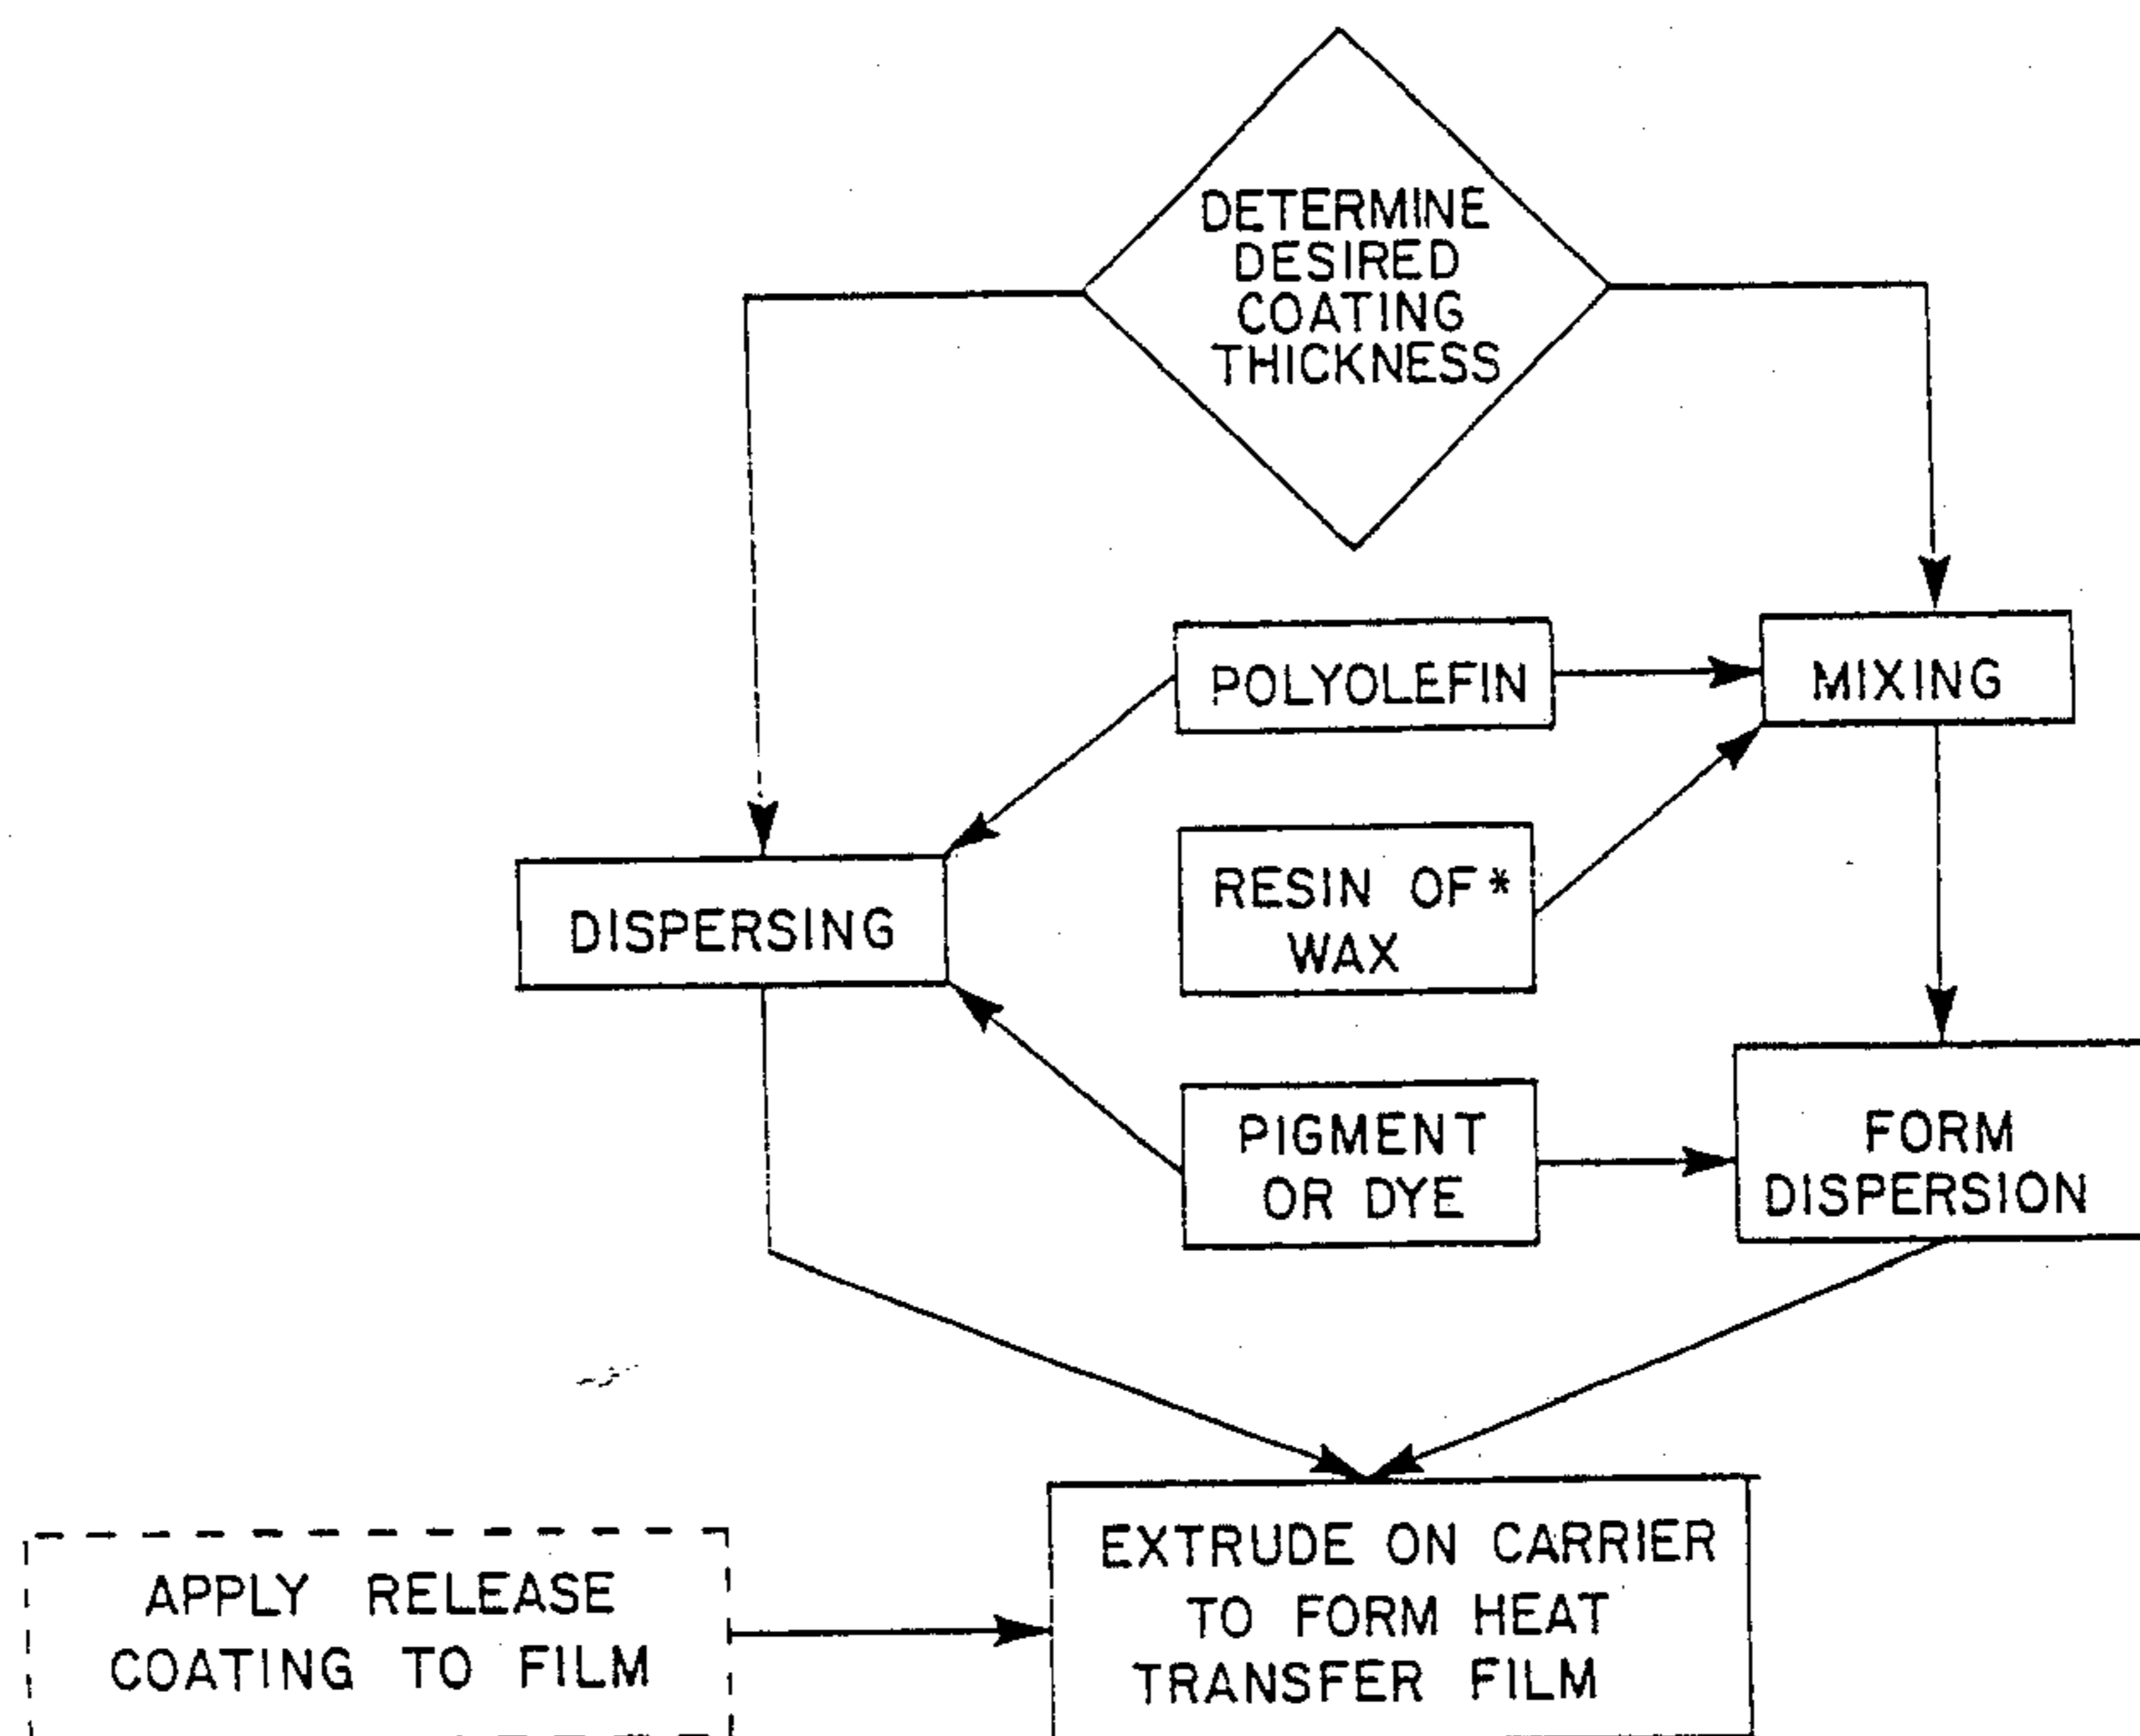 DETERMINE
DESIRED
COATING
THICKNESS
POLYOLEFIN
MIXING
RESIN OF*
WAX
DISPERSING
PIGMENT
OR DYE
FORM
DISPERSION
EXTRUDE ON CARRIER
TO FORM HEAT
TRANSFER FILM
APPLY RELEASE
COATING TO FILM